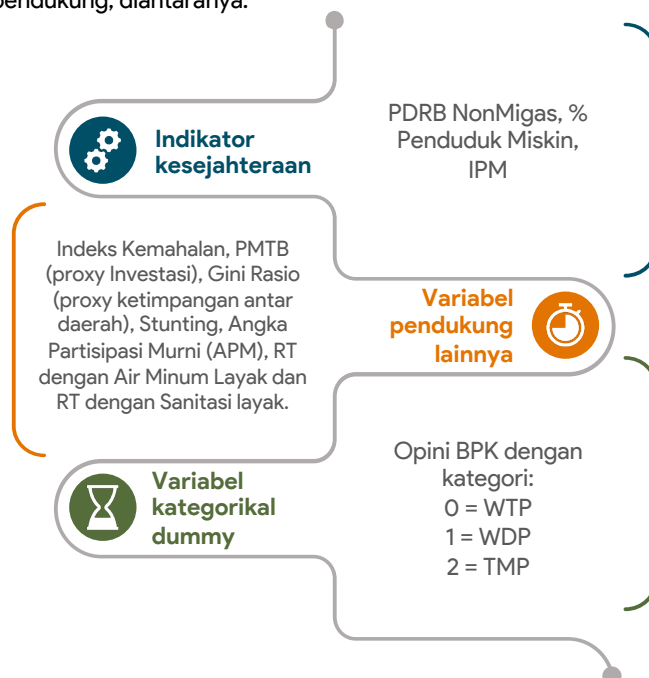 pendukung, diantaranya:
Indikator
kesejahteraan
PDRB NonMigas, %
Penduduk Miskin,
IPM
Variabel
pendukung
lainnya
Indeks Kemahalan, PMTB
(proxy Investasi), Gini Rasio
(proxy ketimpangan antar
daerah), Stunting, Angka
Partisipasi Murni (APM), RT
dengan Air Minum Layak dan
RT dengan Sanitasi layak.
Variabel
kategorikal
dummy
Opini BPK dengan
kategori:
0 = WTP
1 = WDP
2 = TMP